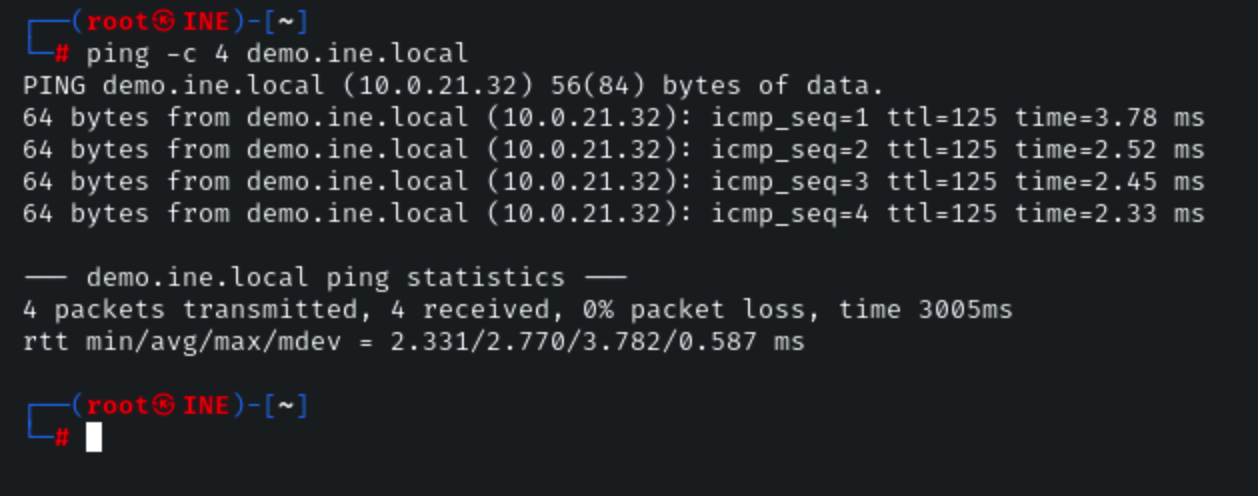 ┌──(root㉿INE)-[~]
└─# ping -c 4 demo.ine.local
PING demo.ine.local (10.0.21.32) 56(84) bytes of data.
64 bytes from demo.ine.local (10.0.21.32): icmp_seq=1 ttl=125 time=3.78 ms
64 bytes from demo.ine.local (10.0.21.32): icmp_seq=2 ttl=125 time=2.52 ms
64 bytes from demo.ine.local (10.0.21.32): icmp_seq=3 ttl=125 time=2.45 ms
64 bytes from demo.ine.local (10.0.21.32): icmp_seq=4 ttl=125 time=2.33 ms
--- demo.ine.local ping statistics ---
4 packets transmitted, 4 received, 0% packet loss, time 3005ms
rtt min/avg/max/mdev = 2.331/2.770/3.782/0.587 ms
┌──(root㉿INE)-[~]
└─#